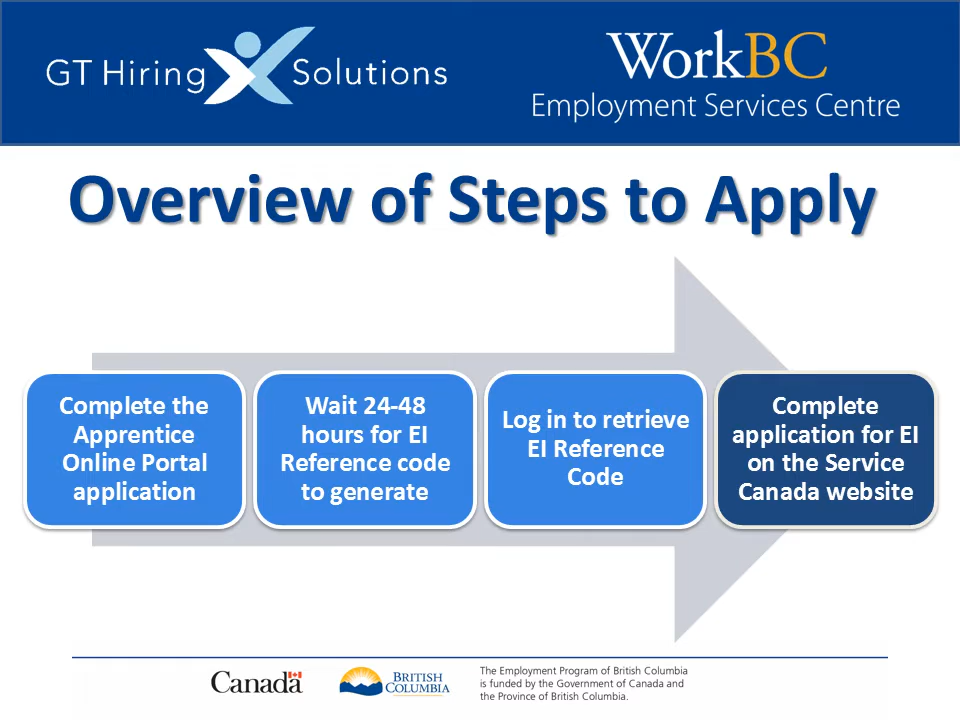 GT Hiring Solutions
WorkBC
Employment Services Centre
Overview of Steps to Apply
Complete the
Apprentice
Online Portal
application
Wait 24-48
hours for EI
Reference code
to generate
Log in to retrieve
EI Reference
Code
Complete
application for EI
on the Service
Canada website
Canada
BRITISH
COLUMBIA
The Employment Program of British Columbia
is funded by the Government of Canada and
the Province of British Columbia.